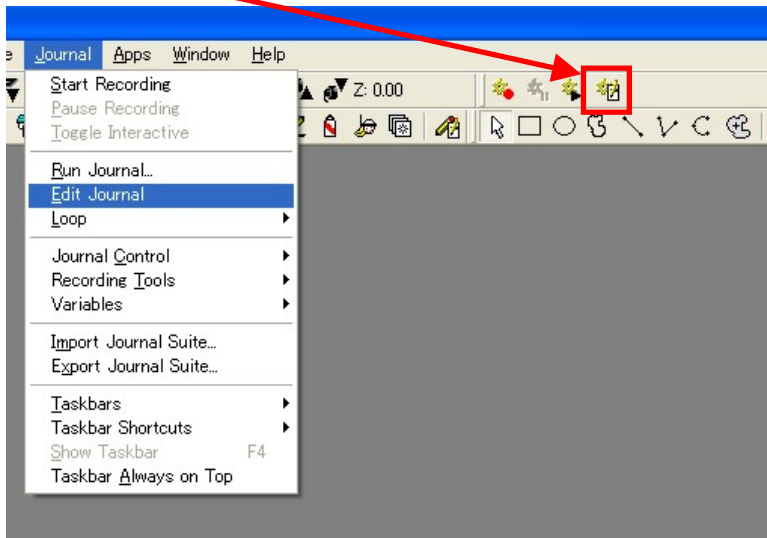 e Journal Apps Window Help
Z: 0.00
Start Recording
Pause Recording
Toggle Interactive
Run Journal...
Edit Journal
Loop
Journal Control
Recording Tools
Variables
Import Journal Suite...
Export Journal Suite...
Taskbars
Taskbar Shortcuts
Show Taskbar F4
Taskbar Always on Top